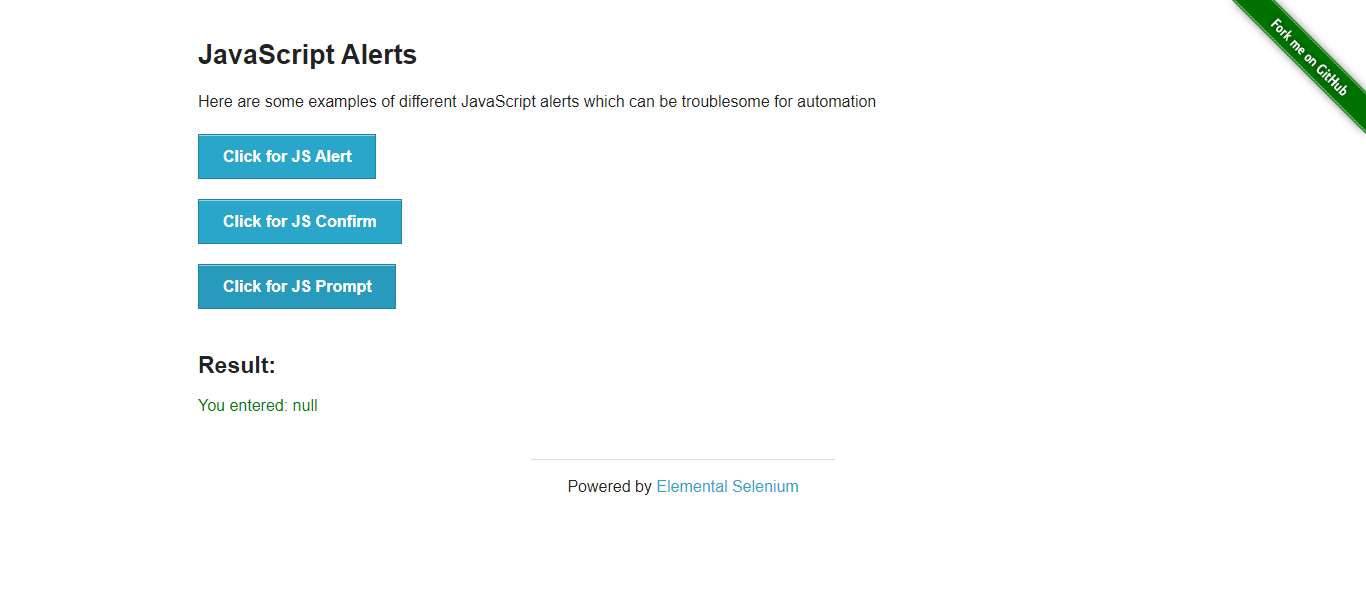 Fork me on GitHub
JavaScript Alerts
Here are some examples of different JavaScript alerts which can be troublesome for automation
Click for JS Alert
Click for JS Confirm
Click for JS Prompt
Result:
You entered: null
Powered by Elemental Selenium